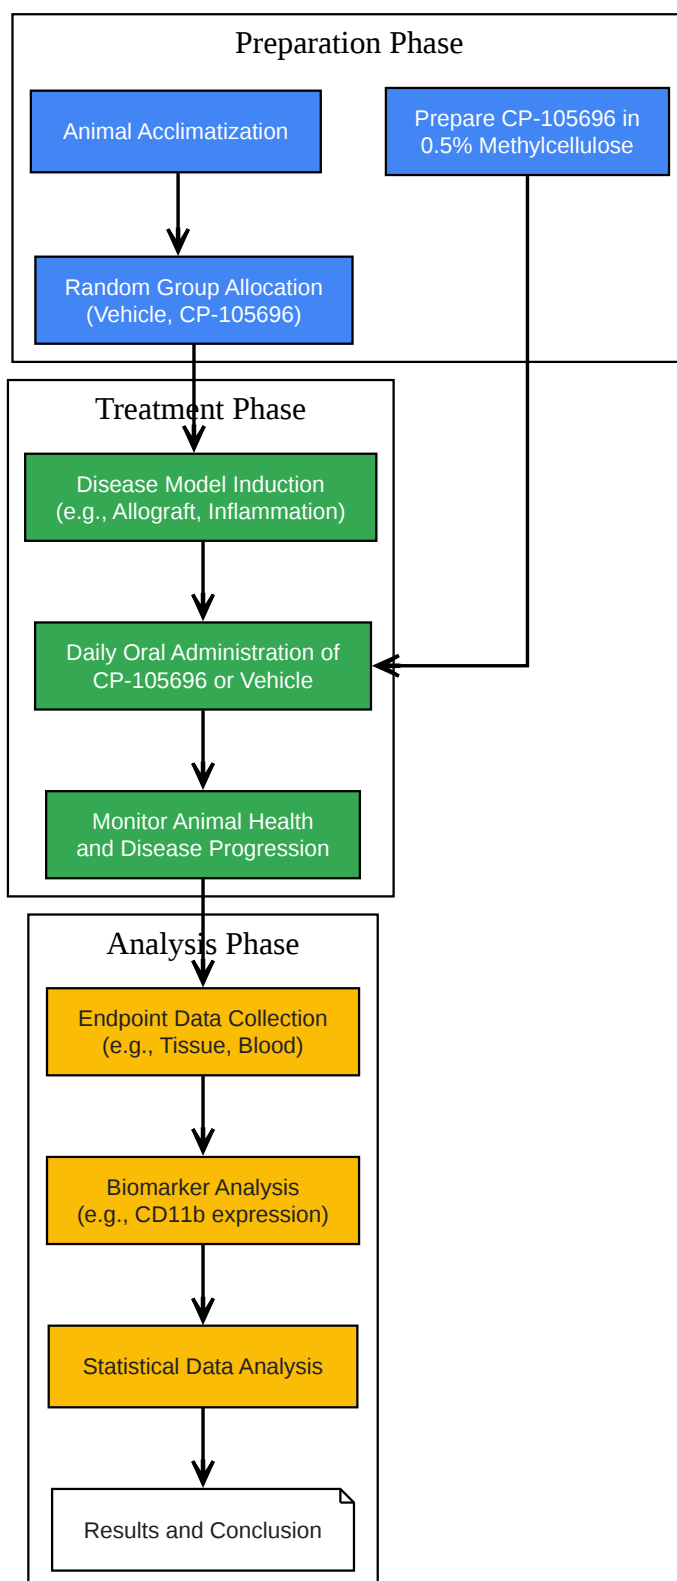 Preparation Phase
Animal Acclimatization
Prepare CP-105696 in
0.5% Methylcellulose
Random Group Allocation
(Vehicle, CP-105696)
Treatment Phase
Disease Model Induction
(e.g., Allograft, Inflammation)
Daily Oral Administration of
CP-105696 or Vehicle
Monitor Animal Health
and Disease Progression
Analysis Phase
Endpoint Data Collection
(e.g., Tissue, Blood)
Biomarker Analysis
(e.g., CD11b expression)
Statistical Data Analysis
Results and Conclusion